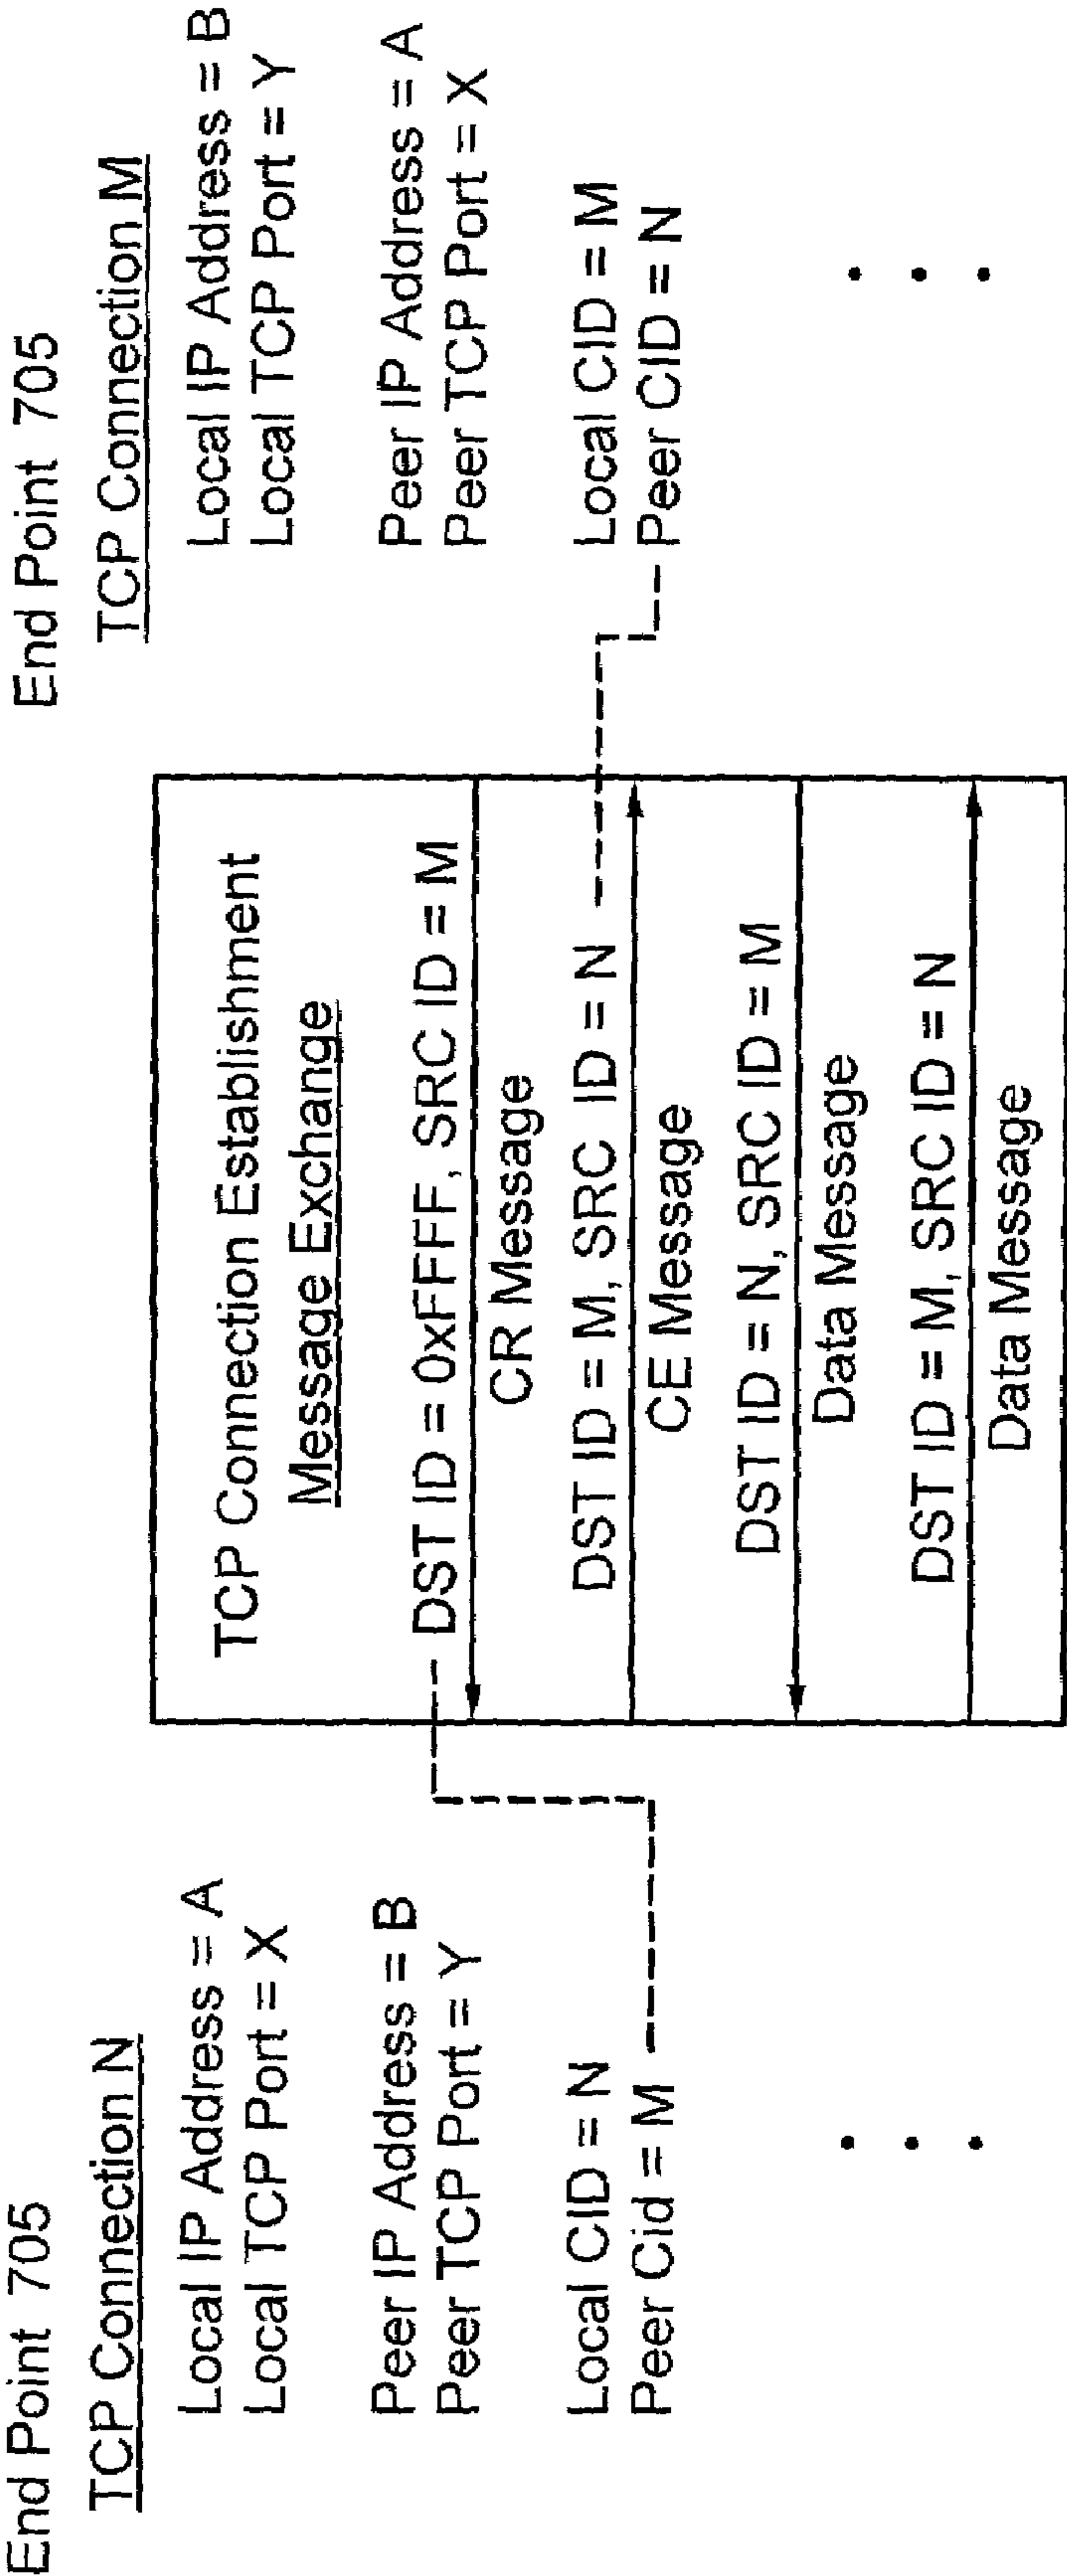 End Point 705
TCP Connection N
Local IP Address = A
Local TCP Port = X
Peer IP Address = B
Peer TCP Port = Y
Local CID = N
Peer Cid = M
TCP Connection Establishment
Message Exchange
DST ID = 0xFFF, SRC ID = M
CR Message
DST ID = M, SRC ID = N
CE Message
DST ID = N, SRC ID = M
Data Message
DST ID = M, SRC ID = N
Data Message
End Point 705
TCP Connection M
Local IP Address = B
Local TCP Port = Y
Peer IP Address = A
Peer TCP Port = X
Local CID = M
Peer CID = N